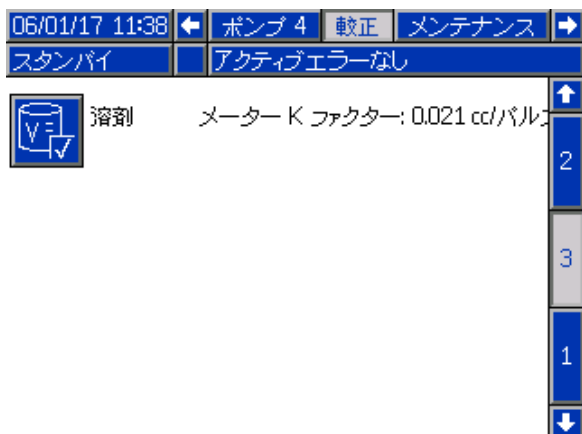 06/01/17 11:38 ポンプ 4 較正 メンテナンス
スタンバイ アクティブエラーなし
溶剤 メーター K ファクター: 0.021 cc/パル
2
3
1